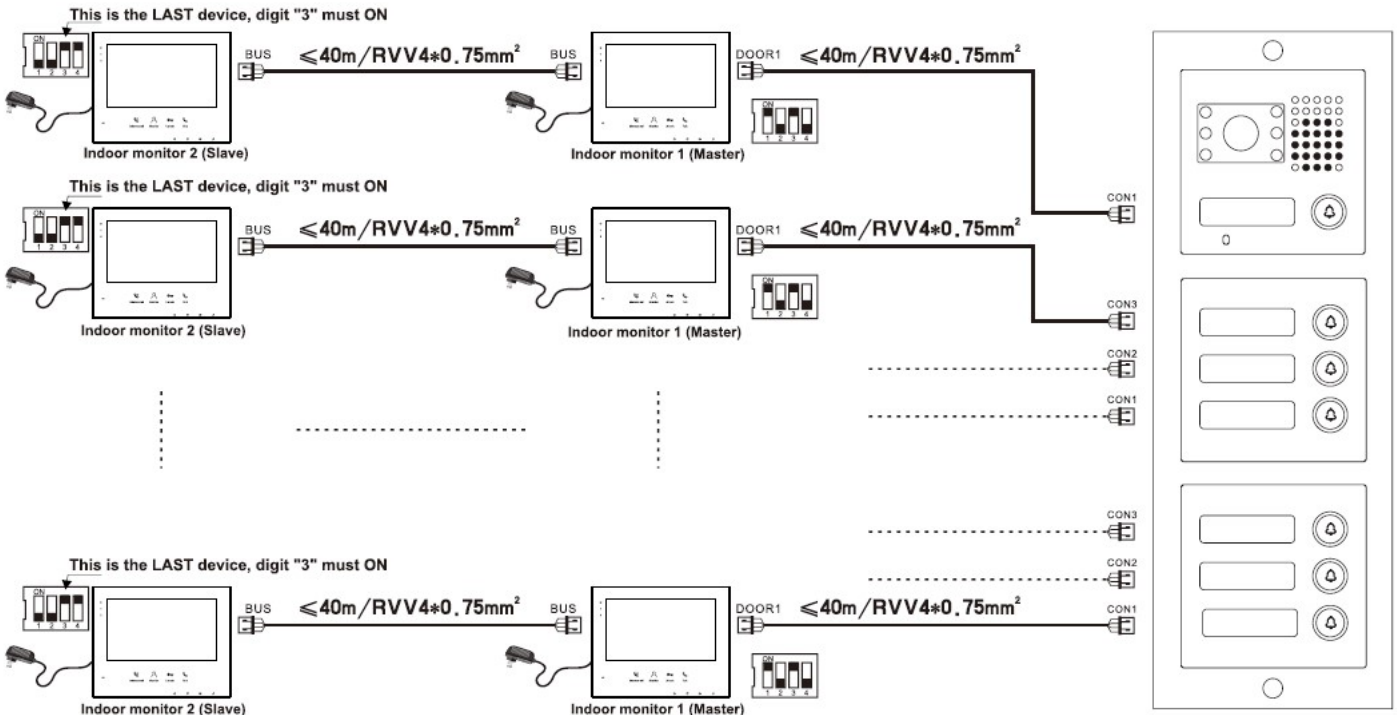 This is the LAST device, digit "3" must ON
ON
1 2 3 4
BUS
≤40m/RVV4*0.75mm²
BUS
DOOR1
≤40m/RVV4*0.75mm²
ON
1 2 3 4
Indoor monitor 2 (Slave)
Indoor monitor 1 (Master)
CON1
This is the LAST device, digit "3" must ON
ON
1 2 3 4
BUS
≤40m/RVV4*0.75mm²
BUS
DOOR1
≤40m/RVV4*0.75mm²
ON
1 2 3 4
CON3
Indoor monitor 2 (Slave)
Indoor monitor 1 (Master)
CON2
CON1
CON3
CON2
This is the LAST device, digit "3" must ON
ON
1 2 3 4
BUS
≤40m/RVV4*0.75mm²
BUS
DOOR1
≤40m/RVV4*0.75mm²
CON1
ON
1 2 3 4
Indoor monitor 2 (Slave)
Indoor monitor 1 (Master)